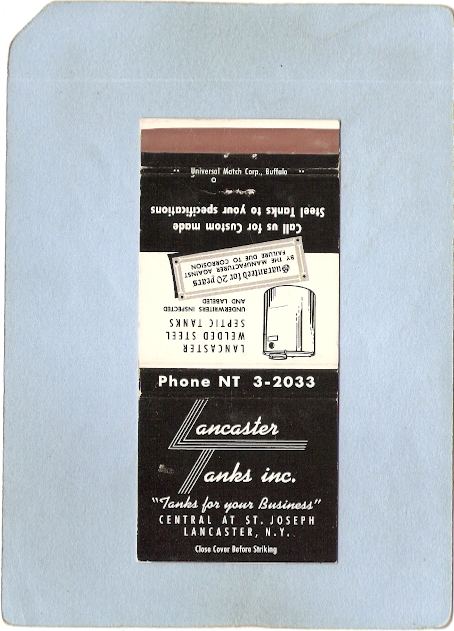 Universal Match Corp., Buffalo
Call us for Custom made
Steel Tanks to your specifications
Guaranteed for 20 years
BY THE MANUFACTURER AGAINST
FAILURE DUE TO CORROSION
LANCASTER
WELDED STEEL
SEPTIC TANKS
UNDERWRITERS INSPECTED
AND LABELED
Phone NT 3-2033
Lancaster
Tanks inc.
"Tanks for your Business"
CENTRAL AT ST. JOSEPH
LANCASTER, N.Y.
Close Cover Before Striking